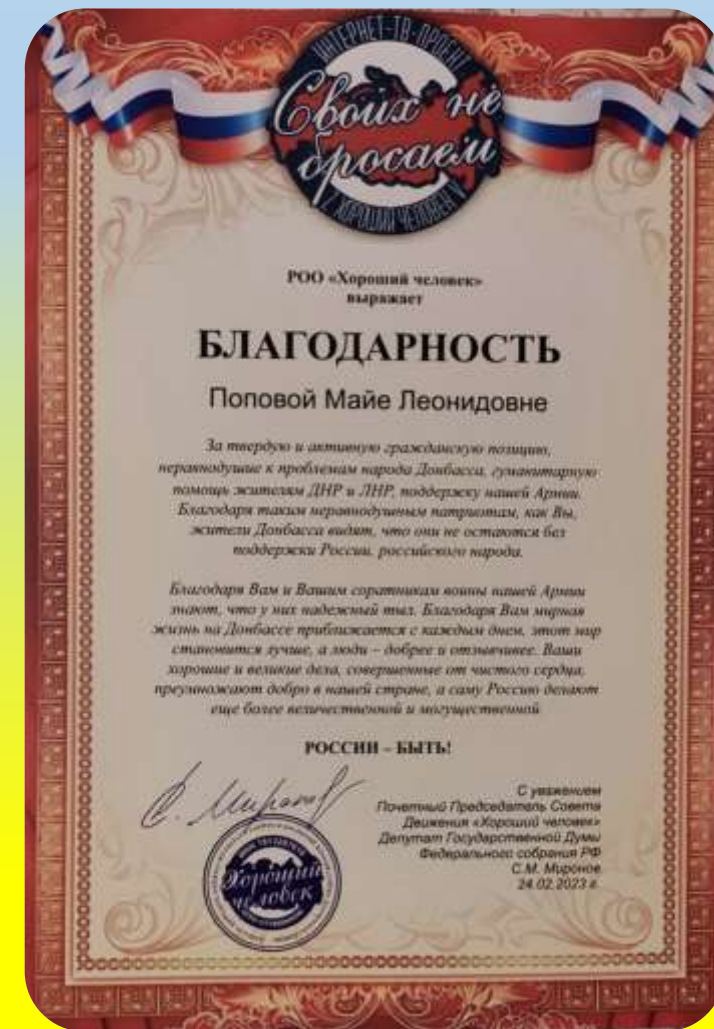 ИНТЕРНЕТ-ТВ-ПРОЕКТ
Своих не
бросаем
Z ХОРОШИЙ ЧЕЛОВЕК V
РОО «Хороший человек»
выражает
БЛАГОДАРНОСТЬ
Поповой Майе Леонидовне
За твердую и активную гражданскую позицию,
неравнодушие к проблемам народа Донбасса, гуманитарную
помощь жителям ДНР и ЛНР, поддержку нашей Армии.
Благодаря таким неравнодушным патриотам, как Вы,
жители Донбасса видят, что они не остаются без
поддержки России, российского народа.
Благодаря Вам и Вашим соратникам воины нашей Армии
знают, что у них надежный тыл. Благодаря Вам мирная
жизнь на Донбассе приближается с каждым днем, этот мир
становится лучше, а люди – добрее и отзывчивее. Ваши
хорошие и великие дела, совершенные от чистого сердца,
преумножают добро в нашей стране, а саму Россию делают
еще более величественной и могущественной
РОССИИ – БЫТЬ!
С уважением
Почетный Председатель Совета
Движения «Хороший человек»
Депутат Государственной Думы
Федерального собрания РФ
С.М. Миронов
24.02.2023 г.
Хороший
человек